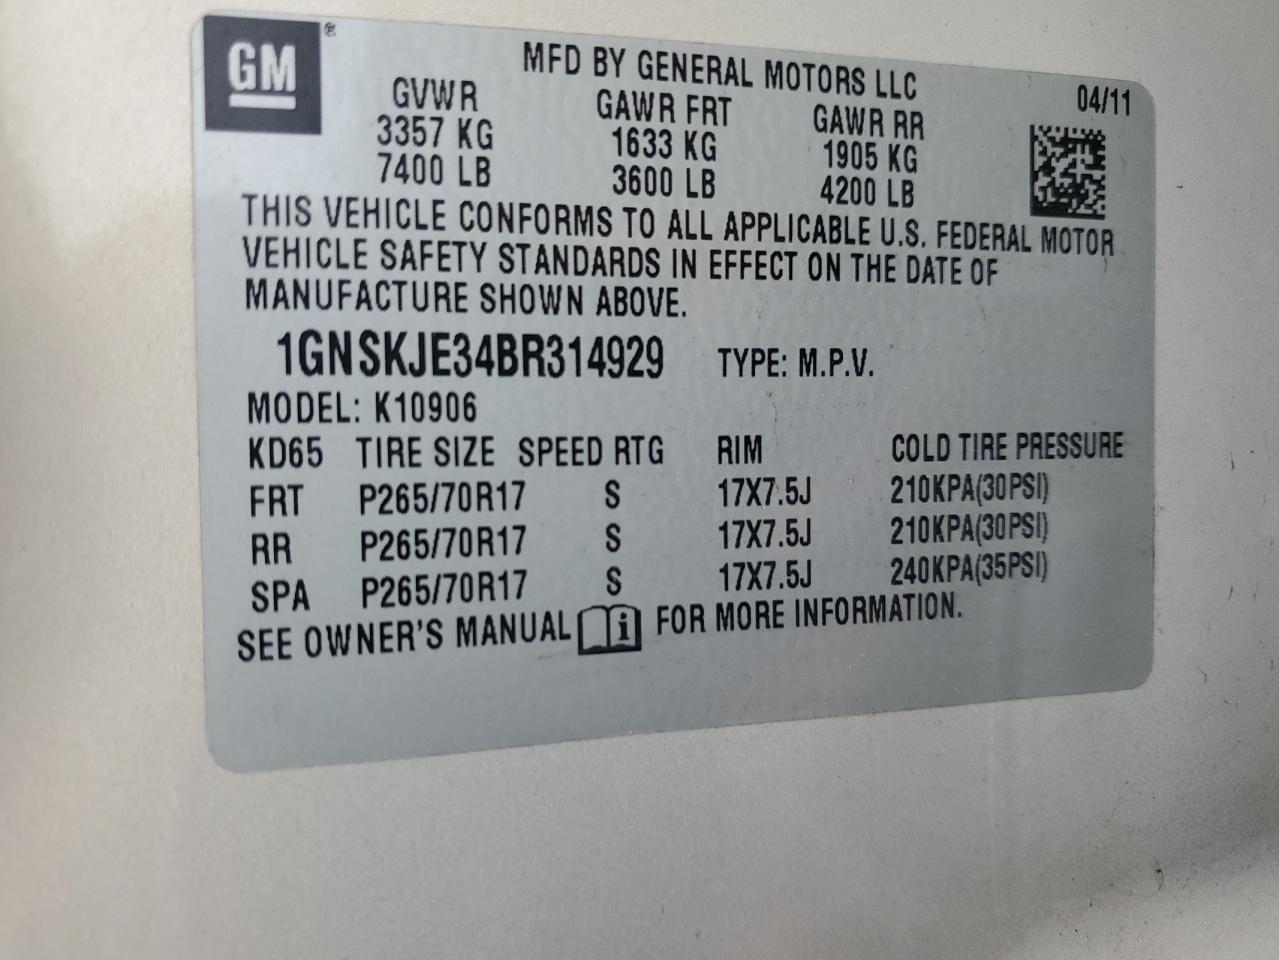 GM®
MFD BY GENERAL MOTORS LLC
04/11
GVWR GAWR FRT GAWR RR
3357 KG 1633 KG 1905 KG
7400 LB 3600 LB 4200 LB
THIS VEHICLE CONFORMS TO ALL APPLICABLE U.S. FEDERAL MOTOR
VEHICLE SAFETY STANDARDS IN EFFECT ON THE DATE OF
MANUFACTURE SHOWN ABOVE.
1GNSKJE34BR314929 TYPE: M.P.V.
MODEL: K10906
KD65 TIRE SIZE SPEED RTG RIM COLD TIRE PRESSURE
FRT P265/70R17 S 17X7.5J 210KPA(30PSI)
RR P265/70R17 S 17X7.5J 210KPA(30PSI)
SPA P265/70R17 S 17X7.5J 240KPA(35PSI)
SEE OWNER'S MANUAL i FOR MORE INFORMATION.